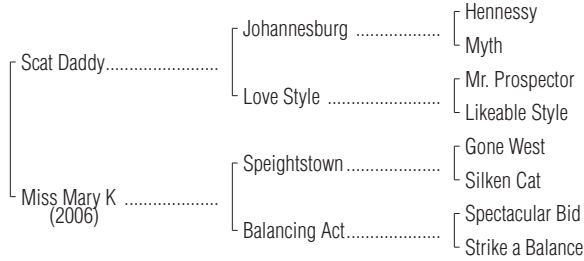 Hennessy
Johannesburg ....................
Myth
Scat Daddy..........................
Mr. Prospector
Love Style ..........................
Likeable Style
Gone West
Speightstown.....................
Silken Cat
Miss Mary K ......................
(2006)
Spectacular Bid
Balancing Act.....................
Strike a Balance